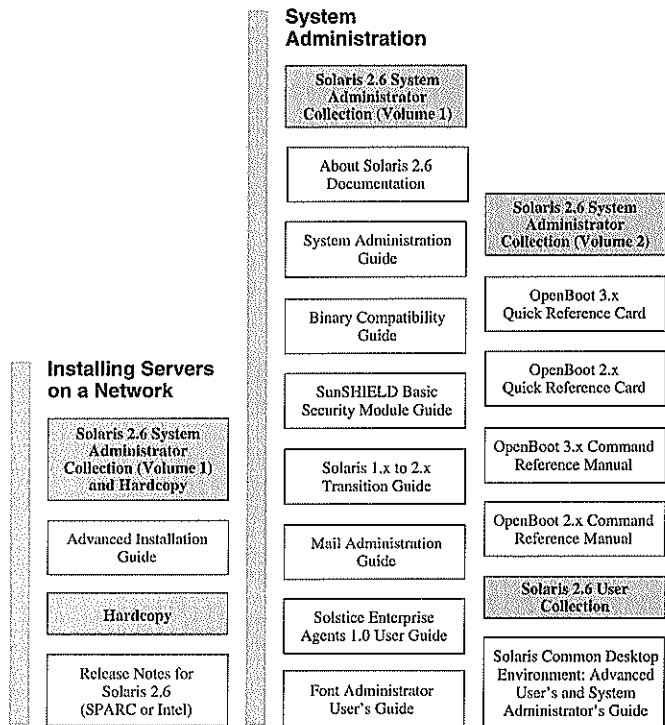 Installing Servers
on a Network
Solaris 2.6 System
Administrator
Collection (Volume 1)
and Hardcopy
Advanced Installation
Guide
Hardcopy
Release Notes for
Solaris 2.6
(SPARC or Intel)
System
Administration
Solaris 2.6 System
Administrator
Collection (Volume 1)
About Solaris 2.6
Documentation
System Administration
Guide
Binary Compatibility
Guide
SunSHIELD Basic
Security Module Guide
Solaris 1.x to 2.x
Transition Guide
Mail Administration
Guide
Solstice Enterprise
Agents 1.0 User Guide
Font Administrator
User's Guide
Solaris 2.6 System
Administrator
Collection (Volume 2)
OpenBoot 3.x
Quick Reference Card
OpenBoot 2.x
Quick Reference Card
OpenBoot 3.x Command
Reference Manual
OpenBoot 2.x Command
Reference Manual
Solaris 2.6 User
Collection
Solaris Common Desktop
Environment: Advanced
User's and System
Administrator's Guide